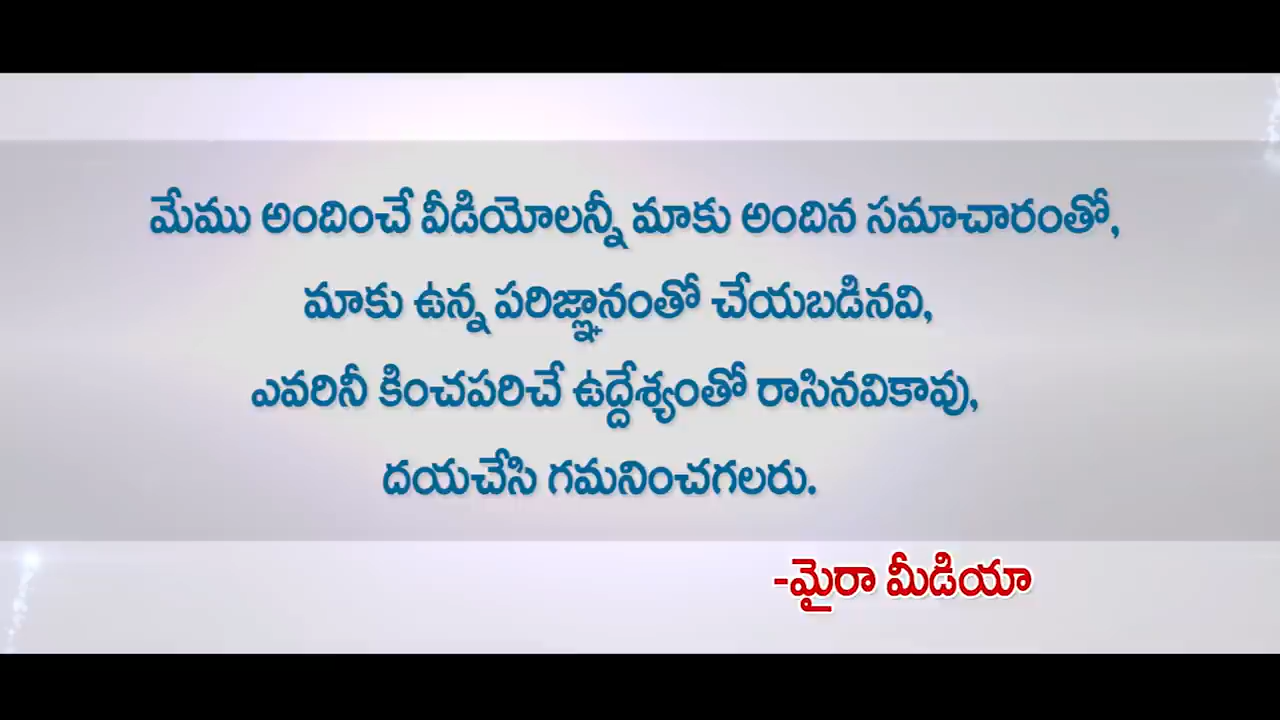 మేము అందించే వీడియోలన్నీ మాకు అందిన సమాచారంతో,
మాకు ఉన్న పరిజ్ఞానంతో చేయబడినవి,
ఎవరినీ కించపరిచే ఉద్దేశ్యంతో రాసినవికావు,
దయచేసి గమనించగలరు.
-మైరా మీడియా